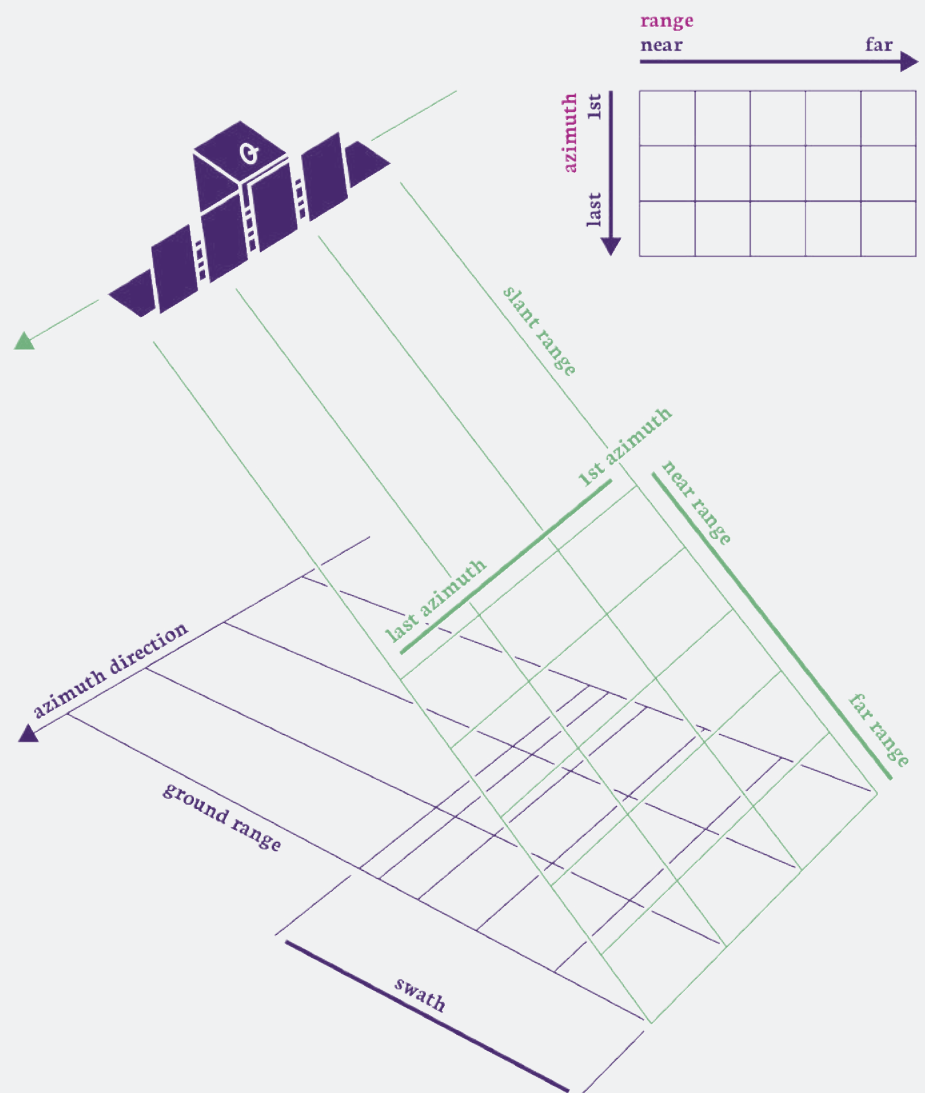 range
near
far
azimuth
1st
last
slant range
1st azimuth
last azimuth
near range
far range
azimuth direction
ground range
swath